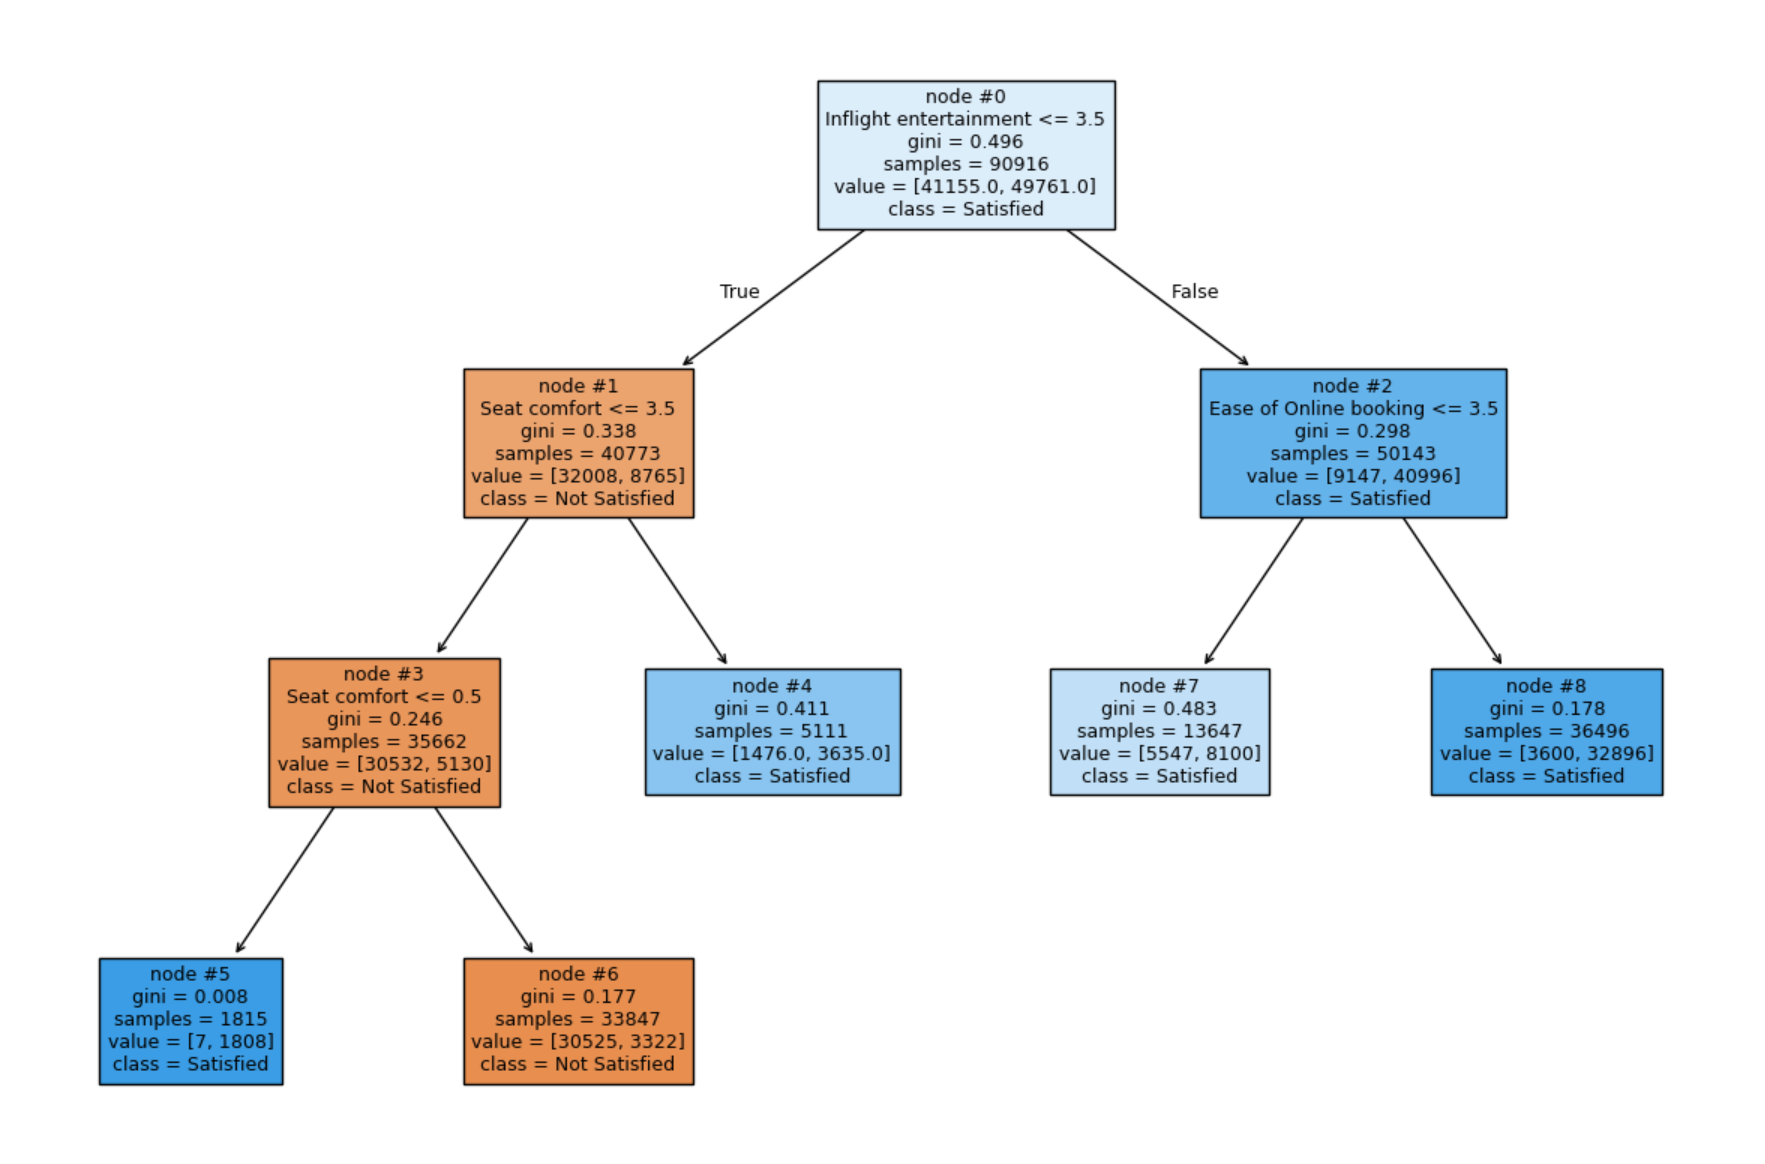 node #0
Inflight entertainment <= 3.5
gini = 0.496
samples = 90916
value = [41155.0, 49761.0]
class = Satisfied
True
False
node #1
Seat comfort <= 3.5
gini = 0.338
samples = 40773
value = [32008, 8765]
class = Not Satisfied
node #2
Ease of Online booking <= 3.5
gini = 0.298
samples = 50143
value = [9147, 40996]
class = Satisfied
node #3
Seat comfort <= 0.5
gini = 0.246
samples = 35662
value = [30532, 5130]
class = Not Satisfied
node #4
gini = 0.411
samples = 5111
value = [1476.0, 3635.0]
class = Satisfied
node #7
gini = 0.483
samples = 13647
value = [5547, 8100]
class = Satisfied
node #8
gini = 0.178
samples = 36496
value = [3600, 32896]
class = Satisfied
node #5
gini = 0.008
samples = 1815
value = [7, 1808]
class = Satisfied
node #6
gini = 0.177
samples = 33847
value = [30525, 3322]
class = Not Satisfied